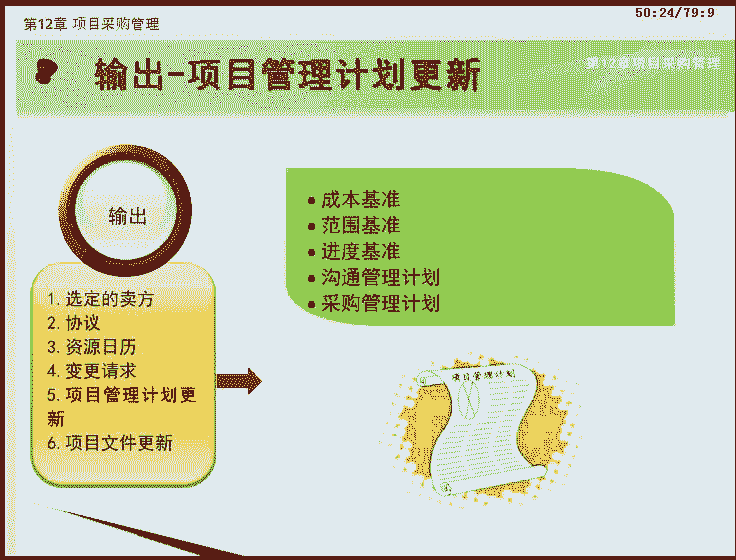 50:24/79:9
第12章 项目采购管理
输出-项目管理计划更新
第12章项目采购管理
输出
1.选定的卖方
2.协议
3.资源日历
4.变更请求
5.项目管理计划更
新
6.项目文件更新
•成本基准
•范围基准
•进度基准
•沟通管理计划
•采购管理计划
项目管理计划